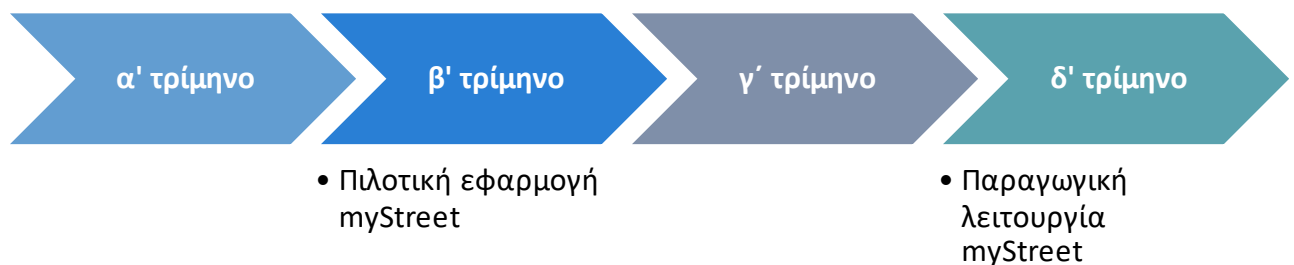 α' τρίμηνο
β' τρίμηνο
γ΄ τρίμηνο
δ' τρίμηνο
• Πιλοτική εφαρμογή
myStreet
• Παραγωγική
λειτουργία
myStreet